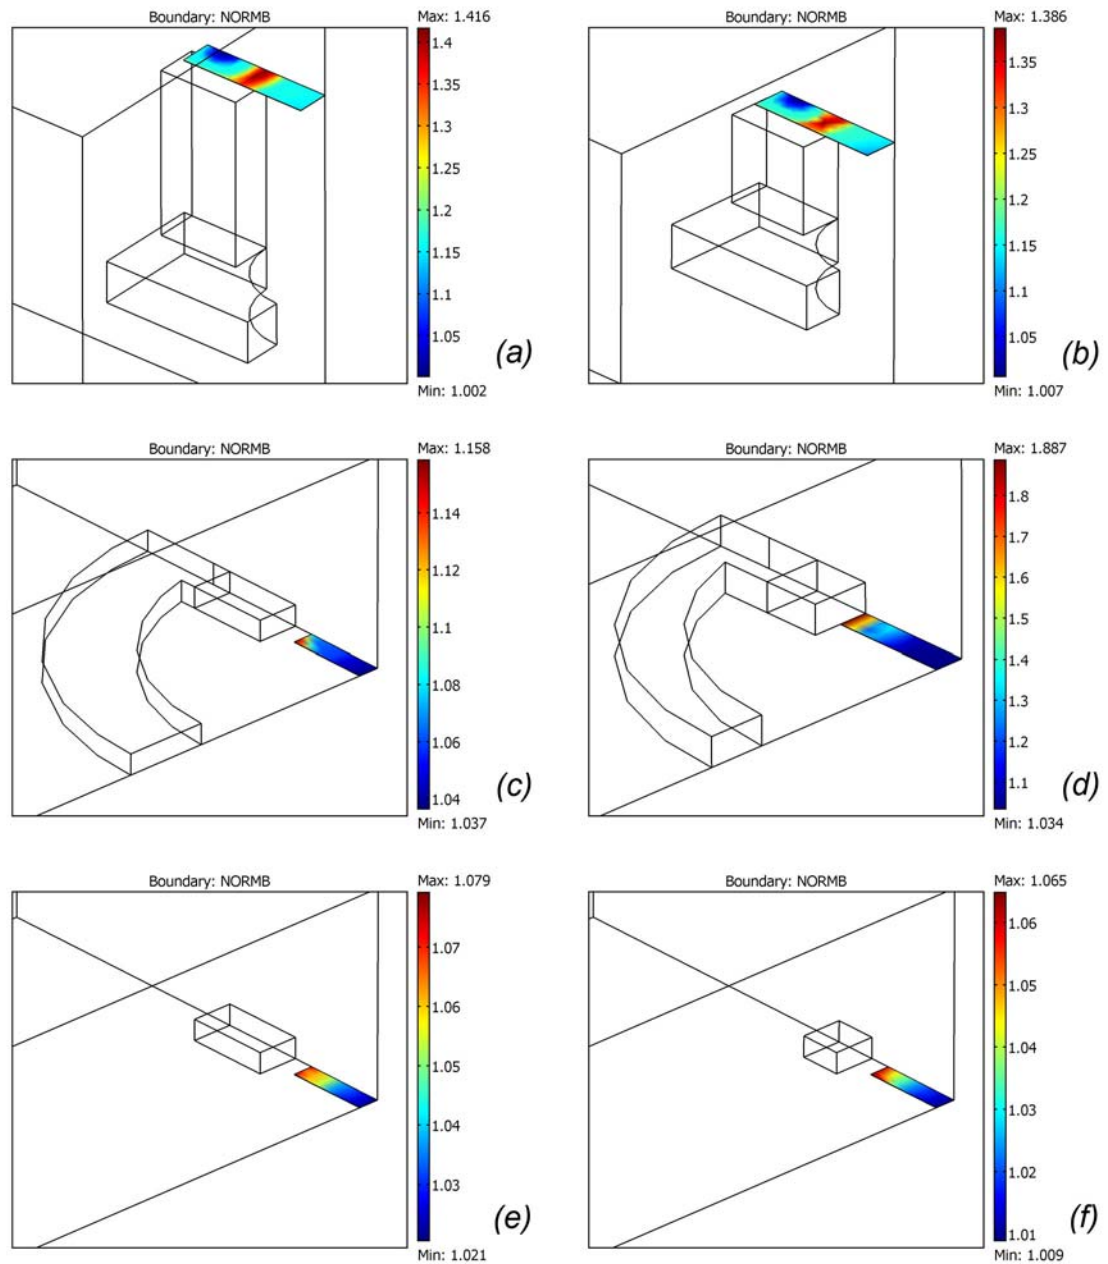 Boundary: NORMB
Max: 1.416
1.4
1.35
1.3
1.25
1.2
1.15
1.1
1.05
Min: 1.002
(a)
Boundary: NORMB
Max: 1.386
1.35
1.3
1.25
1.2
1.15
1.1
1.05
Min: 1.007
(b)
Boundary: NORMB
Max: 1.158
1.14
1.12
1.1
1.08
1.06
1.04
Min: 1.037
(c)
Boundary: NORMB
Max: 1.887
1.8
1.7
1.6
1.5
1.4
1.3
1.2
1.1
Min: 1.034
(d)
Boundary: NORMB
Max: 1.079
1.07
1.06
1.05
1.04
1.03
Min: 1.021
(e)
Boundary: NORMB
Max: 1.065
1.06
1.05
1.04
1.03
1.02
1.01
Min: 1.009
(f)